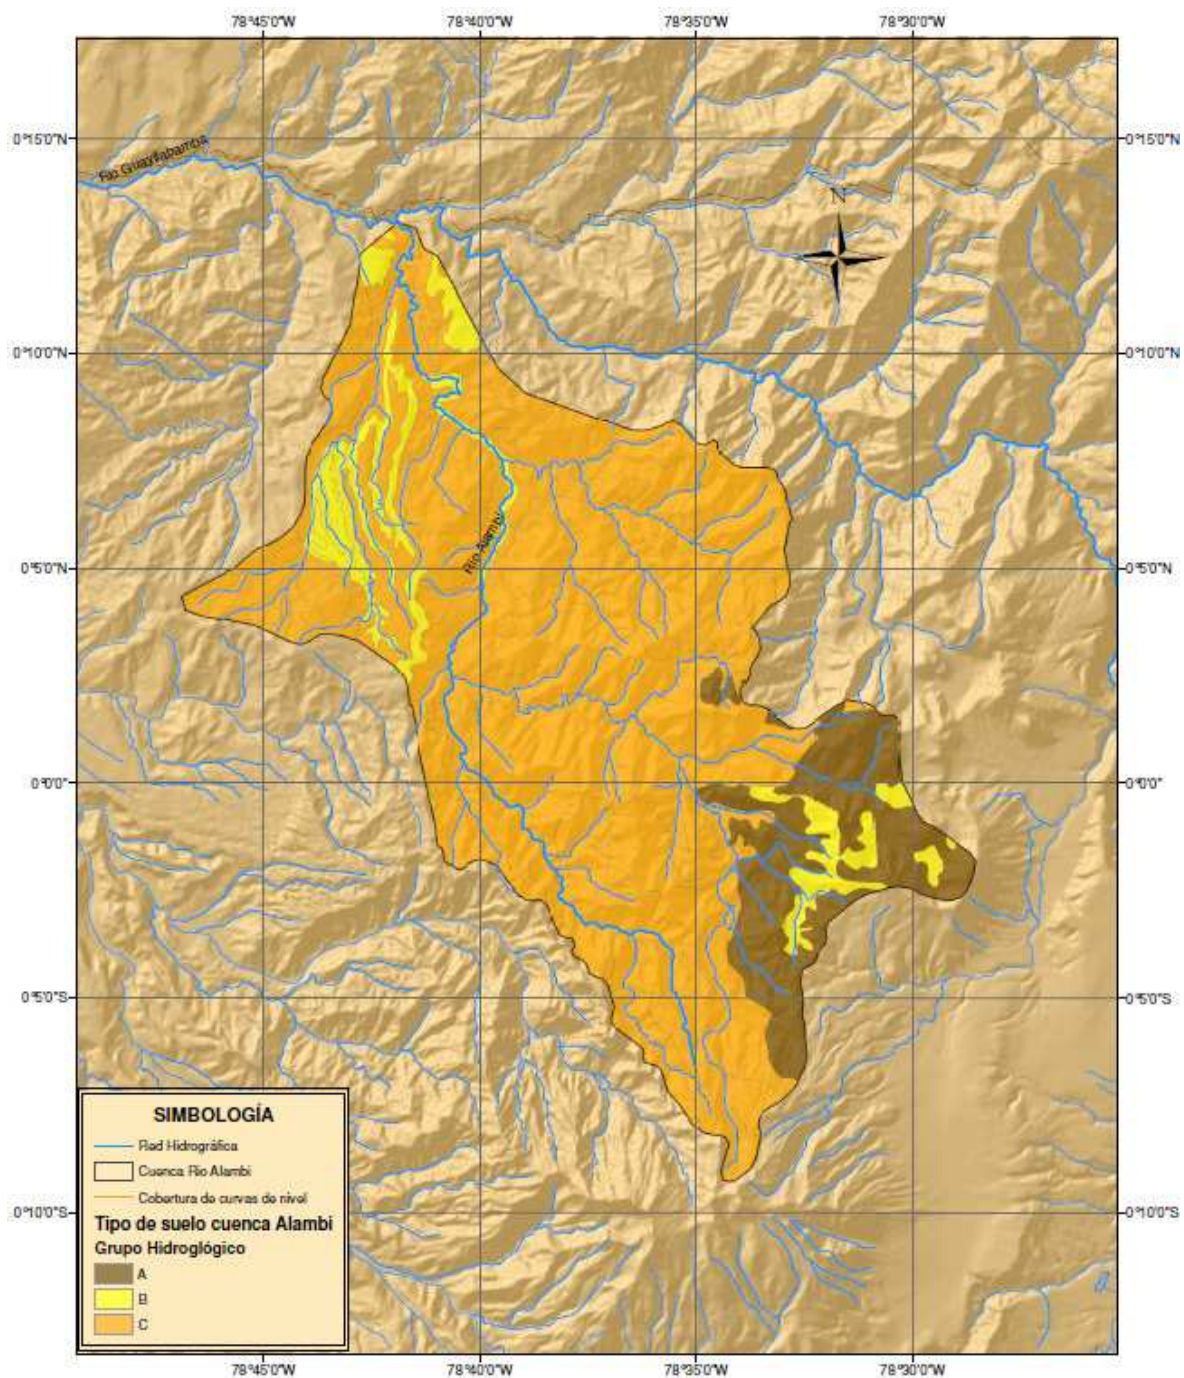 78°45'0"W 78°40'0"W 78°35'0"W 78°30'0"W
0°15'0"N 0°15'0"N
Río Guayllabamba
N
0°10'0"N 0°10'0"N
Río Alambi
0°5'0"N 0°5'0"N
0°0'0" 0°0'0"
0°5'0"S 0°5'0"S
SIMBOLOGÍA
Red Hidrográfica
Cuenca Rio Alambi
Cobertura de curvas de nivel
0°10'0"S 0°10'0"S
Tipo de suelo cuenca Alambi
Grupo Hidroglógico
A
B
C
78°45'0"W 78°40'0"W 78°35'0"W 78°30'0"W